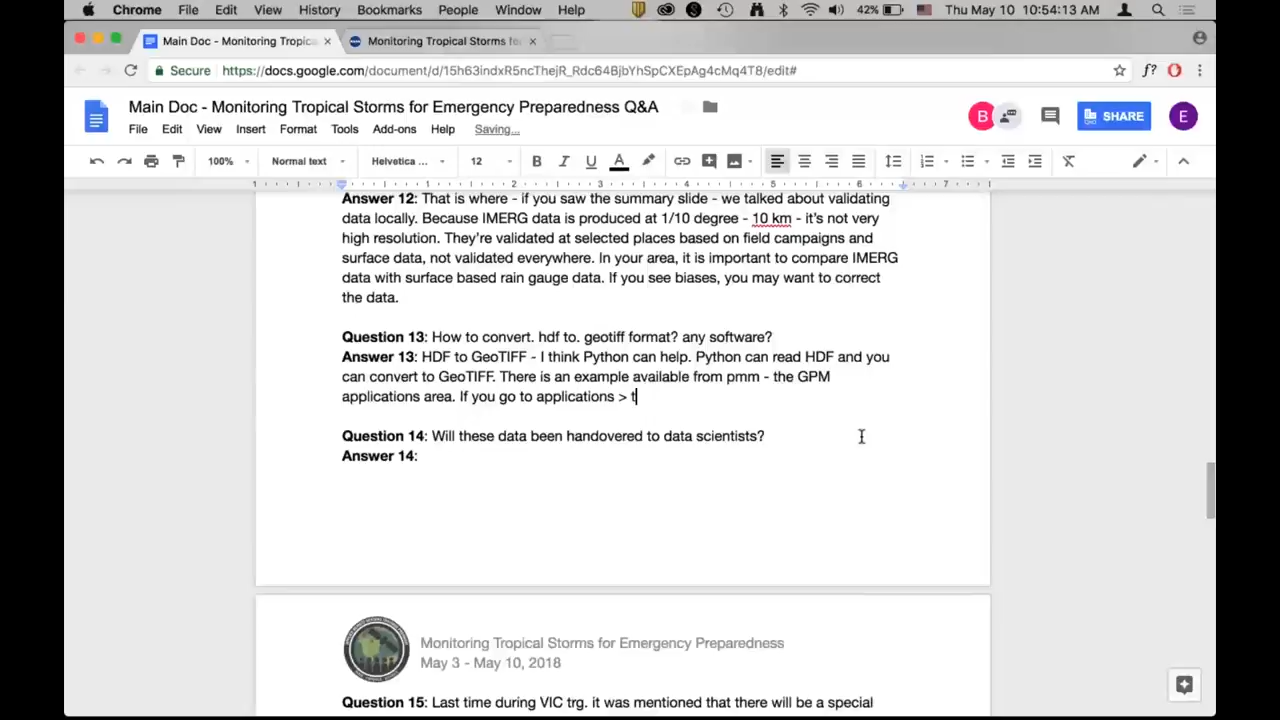 Chrome File Edit View History Bookmarks People Window Help 42% Thu May 10 10:54:13 AM
Main Doc - Monitoring Tropica × Monitoring Tropical Storms fo ×
Secure https://docs.google.com/document/d/15h63indxR5ncThejR_Rdc64BjbYhSpCXEpAg4cMq4T8/edit# f?
Main Doc - Monitoring Tropical Storms for Emergency Preparedness Q&A
B SHARE E
File Edit View Insert Format Tools Add-ons Help Saving...
100% Normal text Helvetica ... 12 B I U A
1 1 2 3 4 5 6 7
Answer 12: That is where - if you saw the summary slide - we talked about validating
data locally. Because IMERG data is produced at 1/10 degree - 10 km - it's not very
high resolution. They're validated at selected places based on field campaigns and
surface data, not validated everywhere. In your area, it is important to compare IMERG
data with surface based rain gauge data. If you see biases, you may want to correct
the data.
Question 13: How to convert. hdf to. geotiff format? any software?
Answer 13: HDF to GeoTIFF - I think Python can help. Python can read HDF and you
can convert to GeoTIFF. There is an example available from pmm - the GPM
applications area. If you go to applications > t
Question 14: Will these data been handovered to data scientists?
Answer 14:
Monitoring Tropical Storms for Emergency Preparedness
May 3 - May 10, 2018
Question 15: Last time during VIC trg. it was mentioned that there will be a special